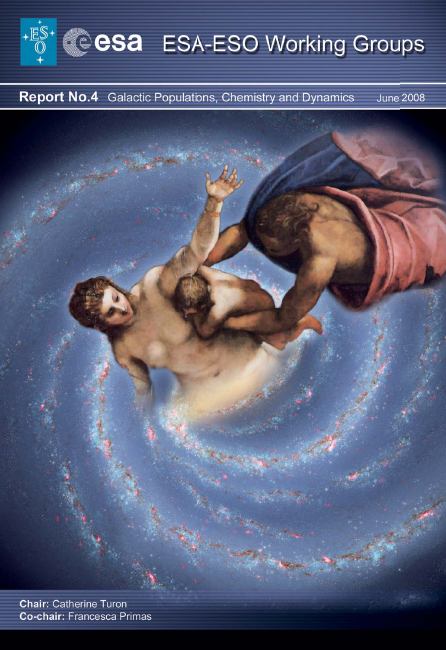 ESO
esa
ESA-ESO Working Groups
Report No.4 Galactic Populations, Chemistry and Dynamics June 2008
Chair: Catherine Turon
Co-chair: Francesca Primas